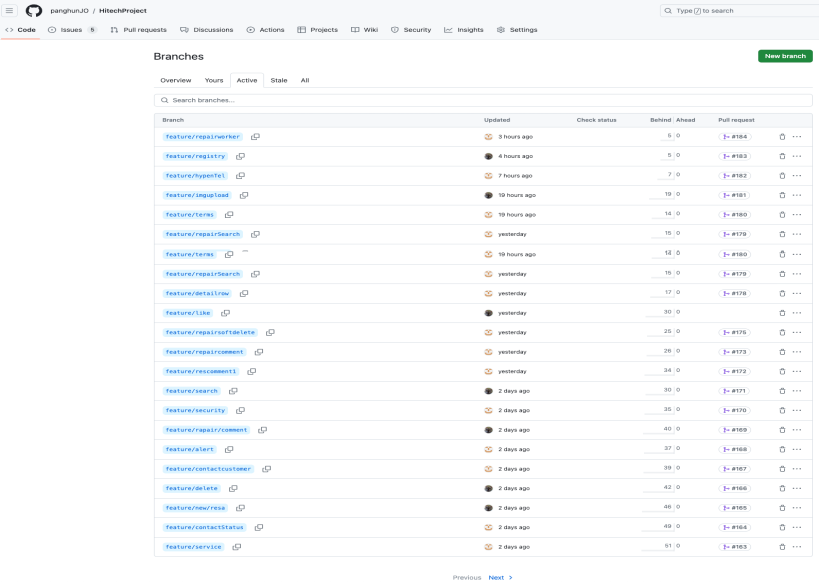 panghunJO / HitechProject
Type / to search
Code Issues 5 Pull requests Discussions Actions Projects Wiki Security Insights Settings
Branches
New branch
Overview Yours Active Stale All
Search branches...
Branch Updated Check status Behind Ahead Pull request
feature/repairworker 3 hours ago 5 0 #184
feature/registry 4 hours ago 5 0 #183
feature/hypenfel 7 hours ago 7 0 #182
feature/imgupload 19 hours ago 19 0 #181
feature/terms 19 hours ago 14 0 #180
feature/repairSearch yesterday 15 0 #179
feature/terms 19 hours ago 14 0 #180
feature/repairSearch yesterday 15 0 #179
feature/detailrow yesterday 17 0 #178
feature/like yesterday 30 0
feature/repairsoftdelete yesterday 25 0 #175
feature/repaircomment yesterday 26 0 #173
feature/rescomment1 yesterday 34 0 #172
feature/search 2 days ago 30 0 #171
feature/security 2 days ago 35 0 #170
feature/rapair/comment 2 days ago 40 0 #169
feature/alert 2 days ago 37 0 #168
feature/contactcustomer 2 days ago 39 0 #167
feature/delete 2 days ago 42 0 #166
feature/new/resa 2 days ago 46 0 #165
feature/contactStatus 2 days ago 49 0 #164
feature/service 2 days ago 51 0 #163
Previous Next